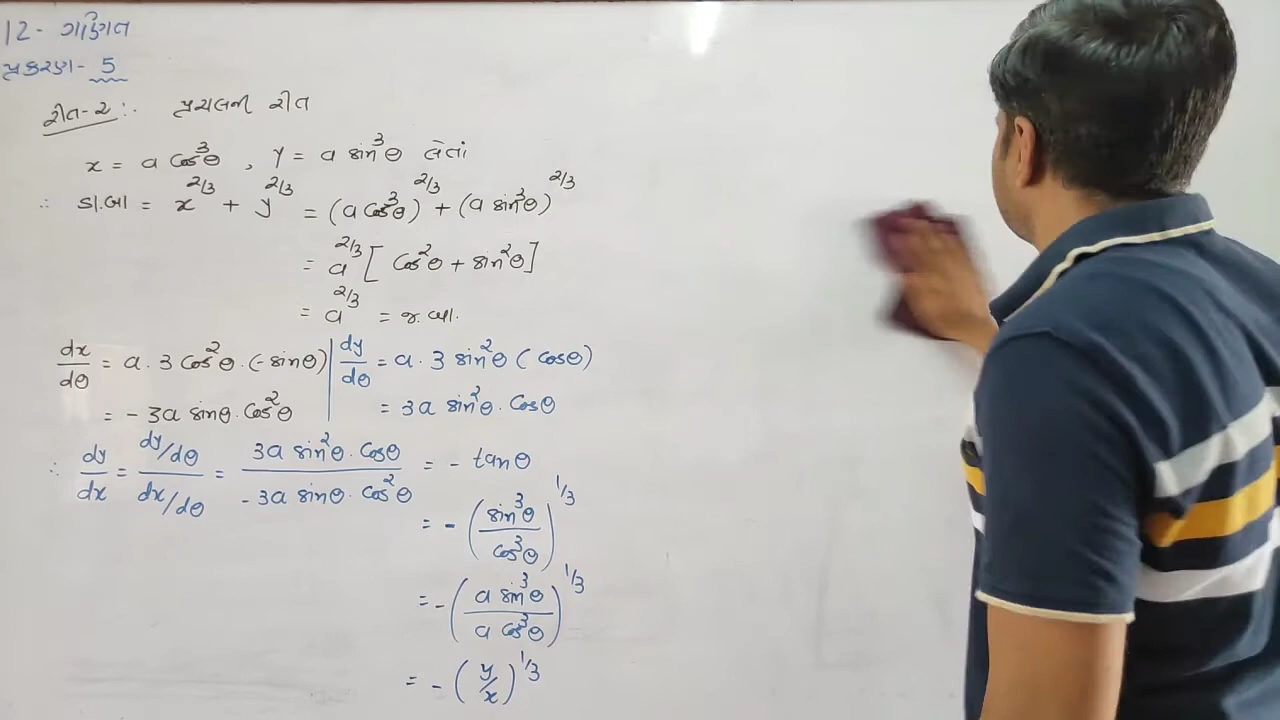 12- ગણિત
પ્રકરણ- 5
રીત-૨ :- પ્રચલની રીત
x = a cos³θ , y = a sin³θ લેતાં
∴ ડા.બા = x^(2/3) + y^(2/3) = (a cos³θ)^(2/3) + (a sin³θ)^(2/3)
= a^(2/3) [ cos²θ + sin²θ ]
= a^(2/3) = જ.બા.
dx/dθ = a · 3 cos²θ · (- sinθ) | dy/dθ = a · 3 sin²θ ( cosθ )
= - 3a sinθ · cos²θ | = 3a sin²θ · cosθ
∴ dy/dx = (dy/dθ)/(dx/dθ) = (3a sin²θ · cosθ)/(- 3a sinθ · cos²θ) = - tanθ
= - (sin³θ/cos³θ)^(1/3)
= - (a sin³θ/a cos³θ)^(1/3)
= - (y/x)^(1/3)